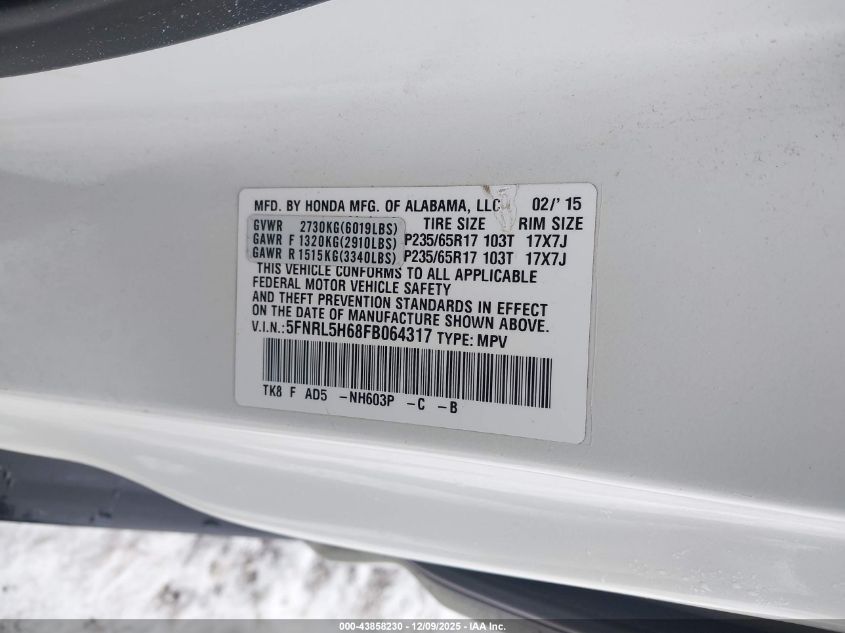 MFD. BY HONDA MFG. OF ALABAMA, LLC 02/' 15
GVWR 2730KG(6019LBS) TIRE SIZE RIM SIZE
GAWR F 1320KG(2910LBS) P235/65R17 103T 17X7J
GAWR R 1515KG(3340LBS) P235/65R17 103T 17X7J
THIS VEHICLE CONFORMS TO ALL APPLICABLE
FEDERAL MOTOR VEHICLE SAFETY
AND THEFT PREVENTION STANDARDS IN EFFECT
ON THE DATE OF MANUFACTURE SHOWN ABOVE.
V.I.N.:5FNRL5H68FB064317 TYPE: MPV
TK8 F AD5 -NH603P -C -B
000-43858230 - 12/09/2025 - IAA Inc.